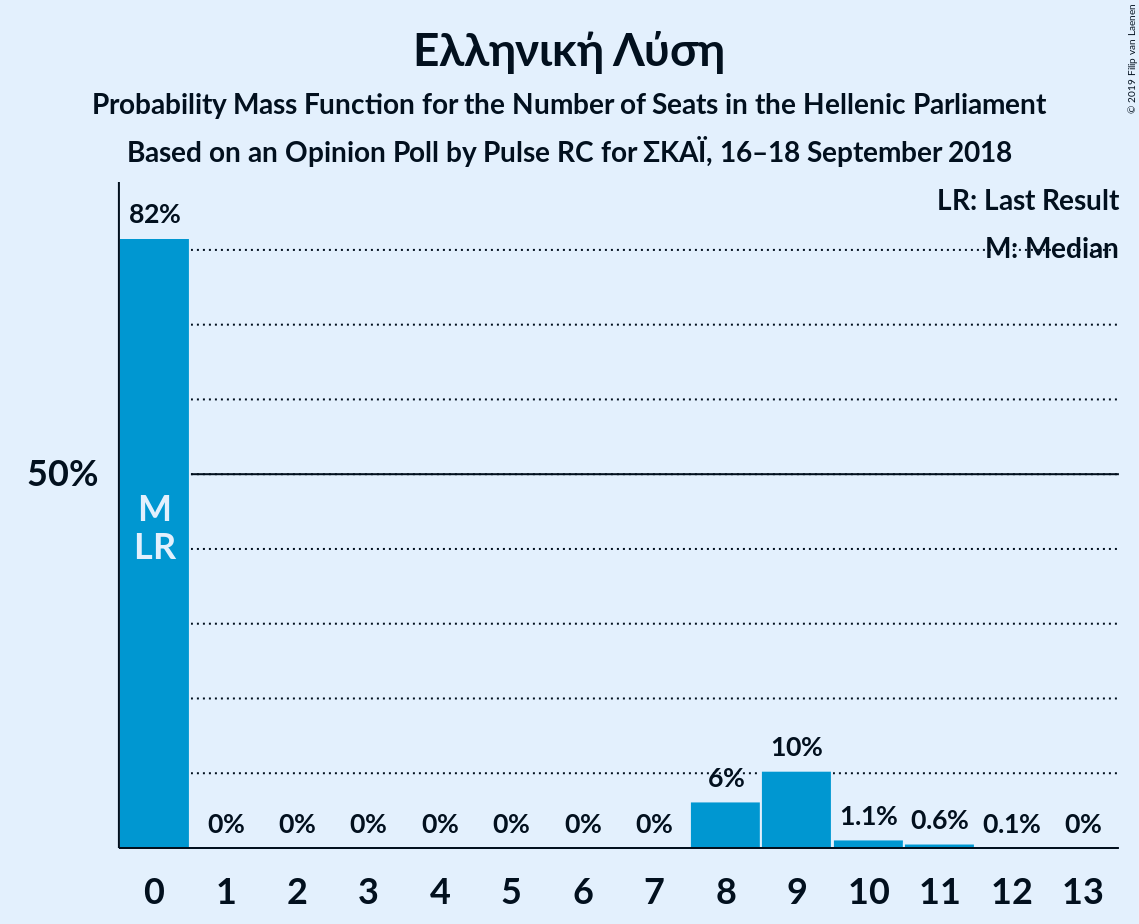 Ελληνική Λύση
Probability Mass Function for the Number of Seats in the Hellenic Parliament
Based on an Opinion Poll by Pulse RC for ΣΚΑΪ, 16–18 September 2018
© 2019 Filip van Laenen
LR: Last Result
M: Median
82%
50%
M
LR
0% 0% 0% 0% 0% 0% 0% 6% 10% 1.1% 0.6% 0.1% 0%
0 1 2 3 4 5 6 7 8 9 10 11 12 13